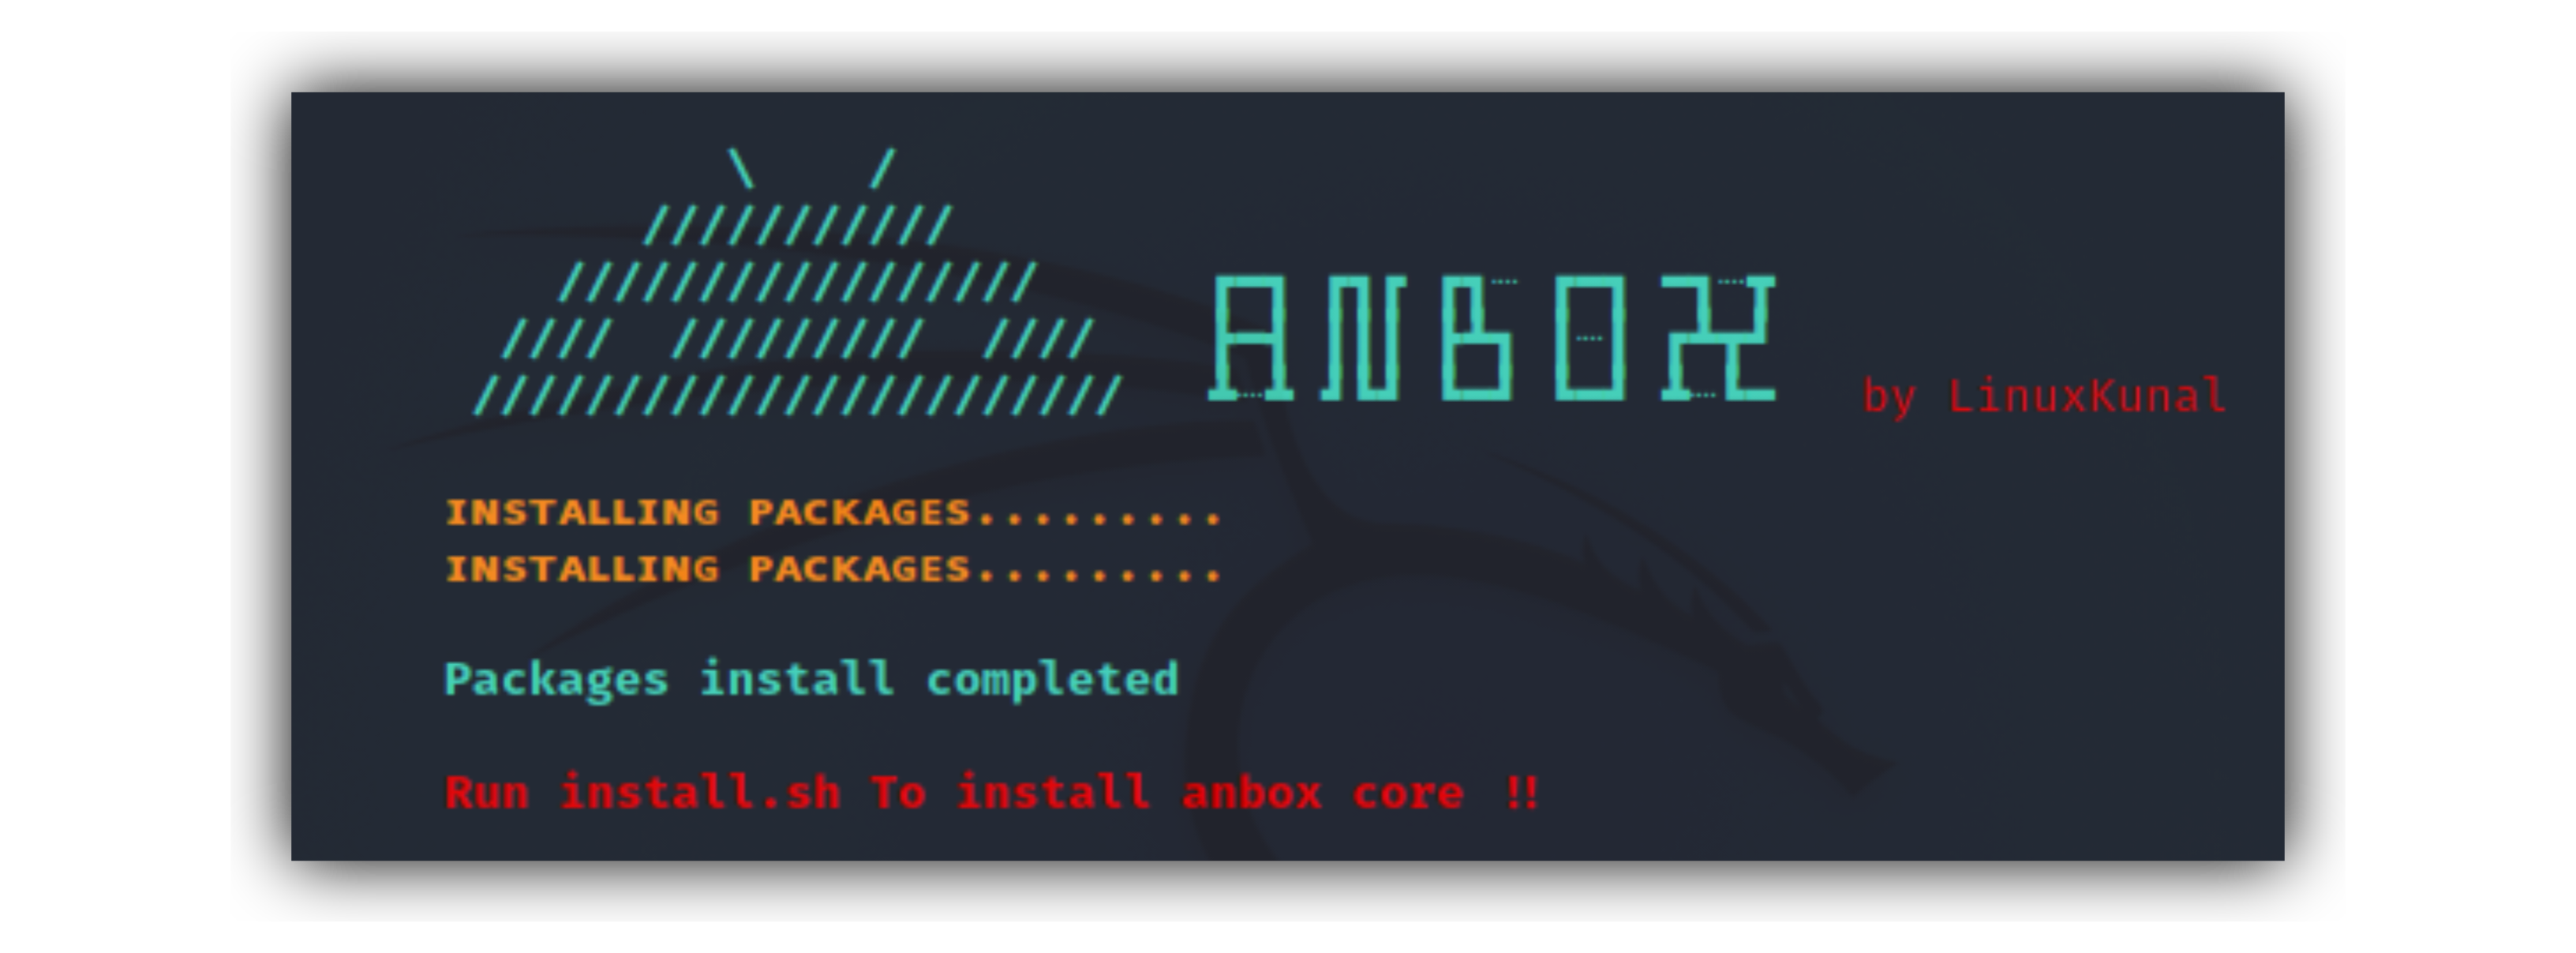 ANbOX by LinuxKunal
INSTALLING PACKAGES.........
INSTALLING PACKAGES.........
Packages install completed
Run install.sh To install anbox core !!